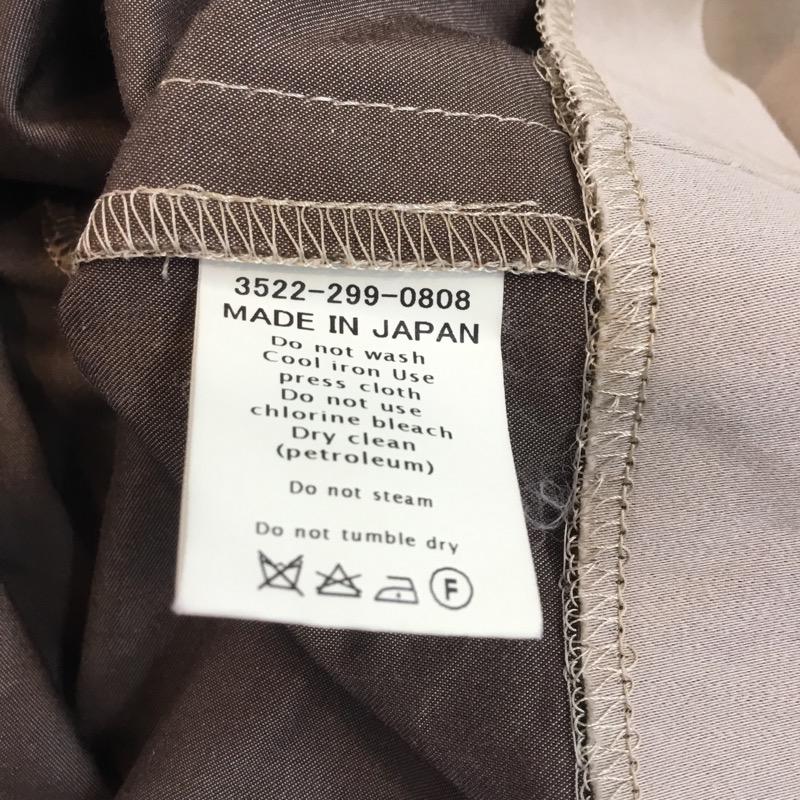 3522-299-0808
MADE IN JAPAN
Do not wash
Cool iron Use
press cloth
Do not use
chlorine bleach
Dry clean
(petroleum)
Do not steam
Do not tumble dry
F